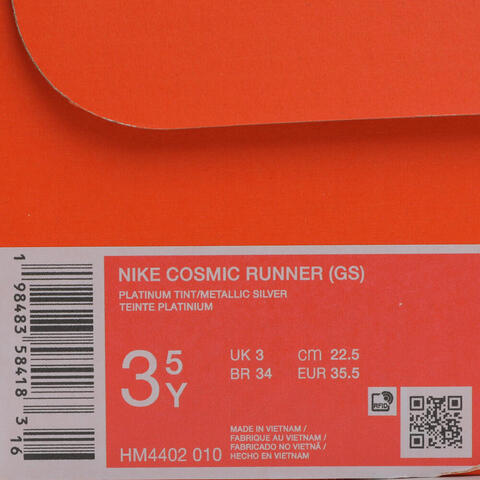 NIKE COSMIC RUNNER (GS)
PLATINUM TINT/METALLIC SILVER
TEINTE PLATINIUM
3 5 Y
UK 3 cm 22.5
BR 34 EUR 35.5
RFID
HM4402 010
MADE IN VIETNAM /
FABRIQUE AU VIETNAM /
FABRICADO NO VIETNÃ /
HECHO EN VIETNAM
1 98483 58418 3 16